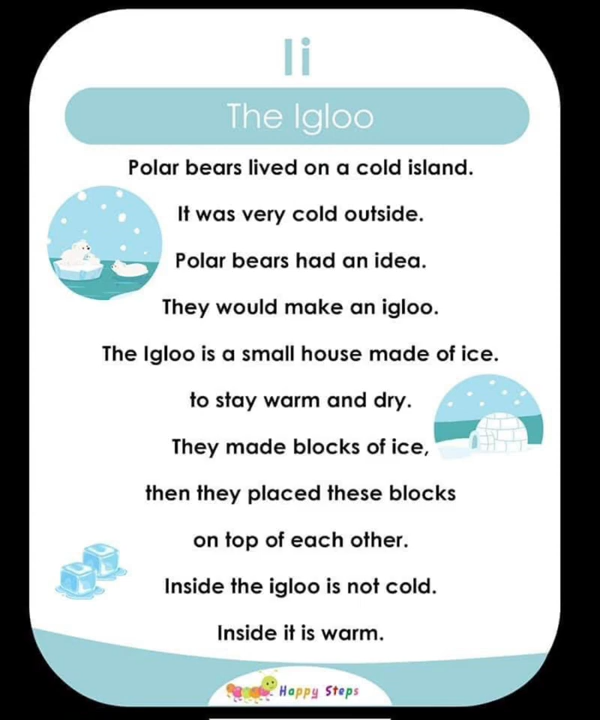 Ii
The Igloo
Polar bears lived on a cold island.
It was very cold outside.
Polar bears had an idea.
They would make an igloo.
The Igloo is a small house made of ice.
to stay warm and dry.
They made blocks of ice,
then they placed these blocks
on top of each other.
Inside the igloo is not cold.
Inside it is warm.
Happy Steps